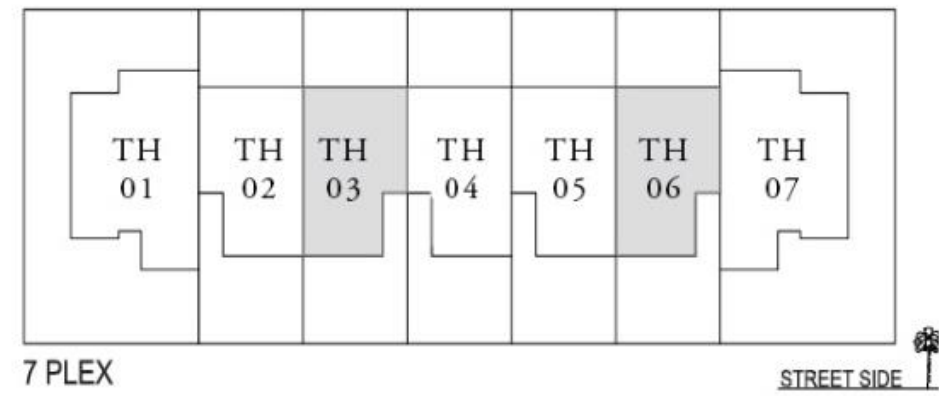 TH TH TH TH TH TH TH
01 02 03 04 05 06 07
7 PLEX
STREET SIDE